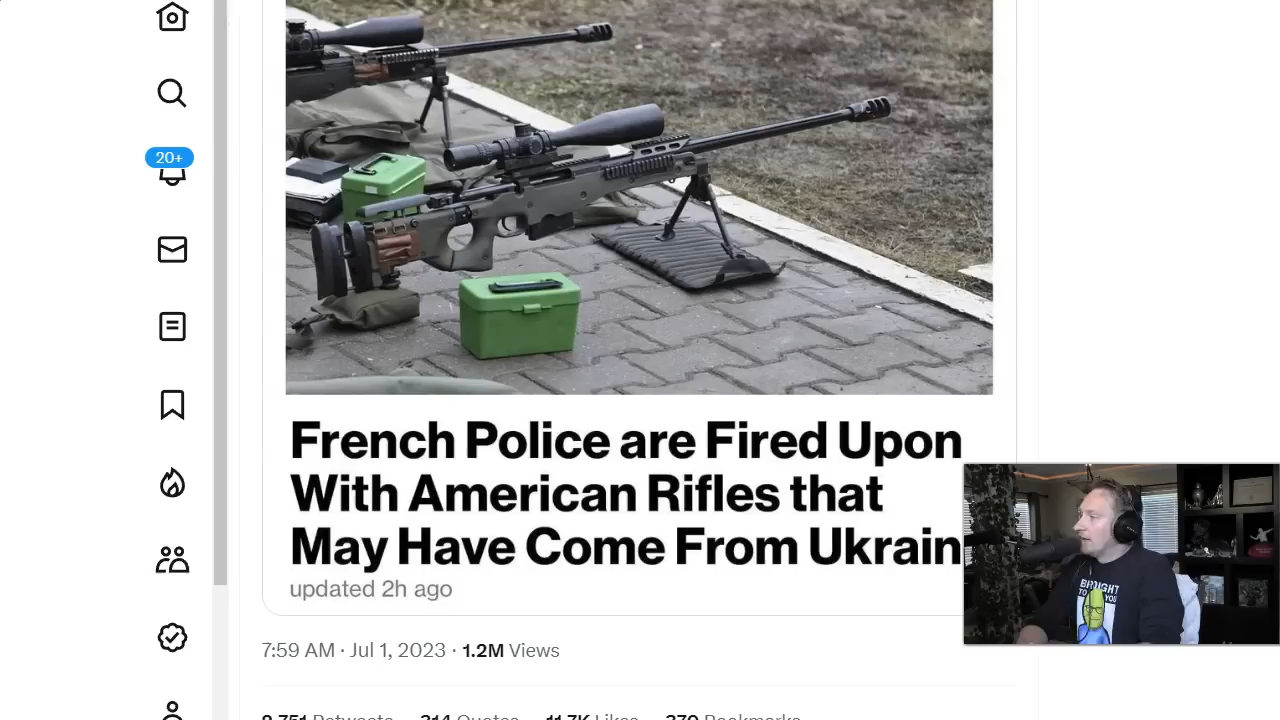 20+
French Police are Fired Upon
With American Rifles that
May Have Come From Ukrain
updated 2h ago
7:59 AM · Jul 1, 2023 · 1.2M Views
BROUGHT